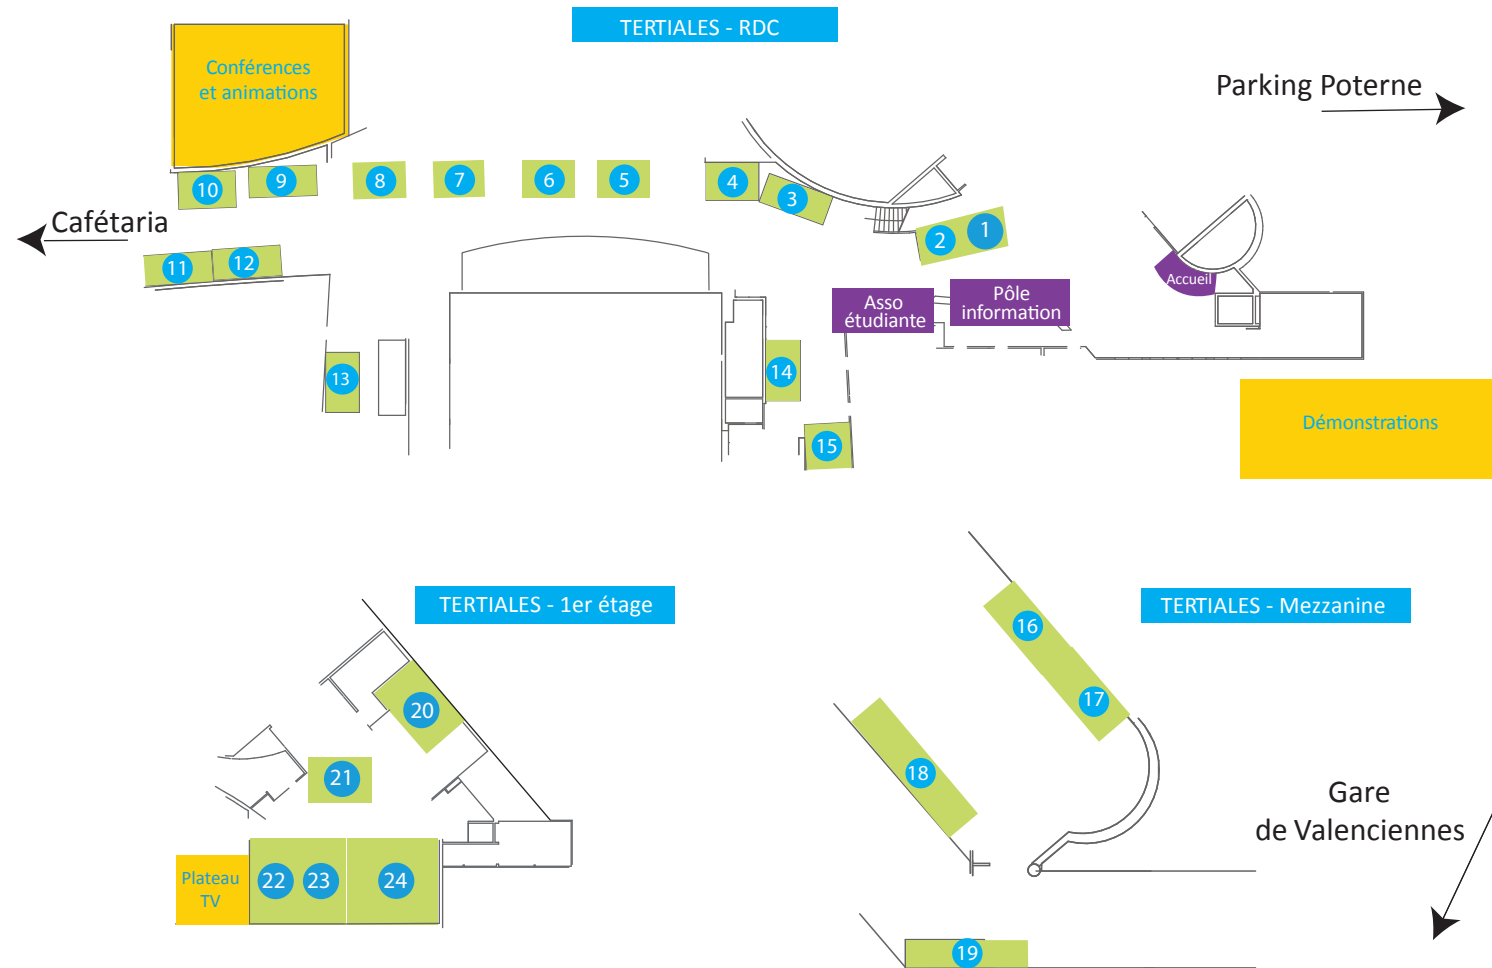 TERTIALES - RDC
Conférences
et animations
Parking Poterne
10
9
8
7
6
5
4
3
2
1
Cafétaria
11
12
Accueil
Asso
étudiante
Pôle
information
13
14
15
Démonstrations
TERTIALES - 1er étage
20
21
22
23
24
Plateau
TV
TERTIALES - Mezzanine
16
17
18
19
Gare
de Valenciennes